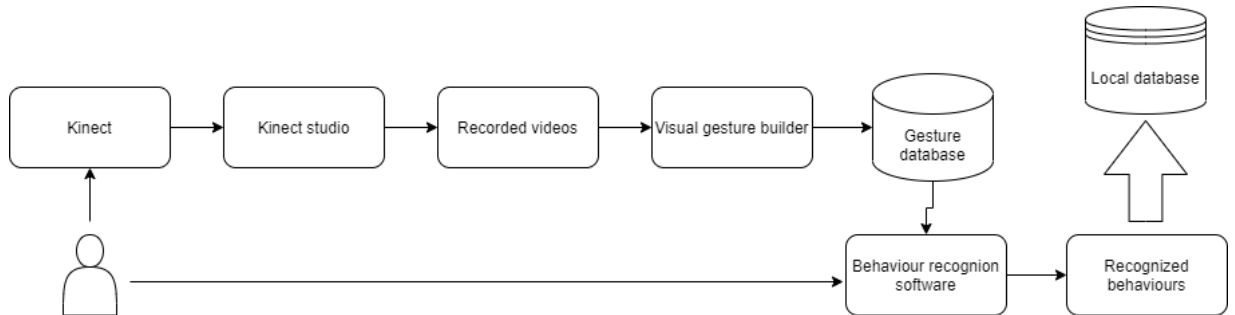 Local database
Kinect
Kinect studio
Recorded videos
Visual gesture builder
Gesture
database
Behaviour recognion
software
Recognized
behaviours